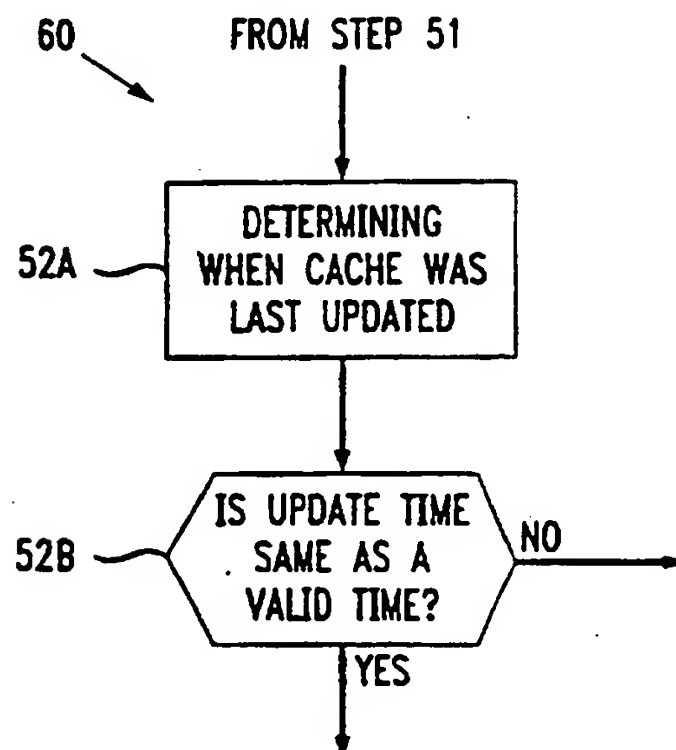 60
FROM STEP 51
52A
DETERMINING
WHEN CACHE WAS
LAST UPDATED
52B
IS UPDATE TIME
SAME AS A
VALID TIME?
NO
YES